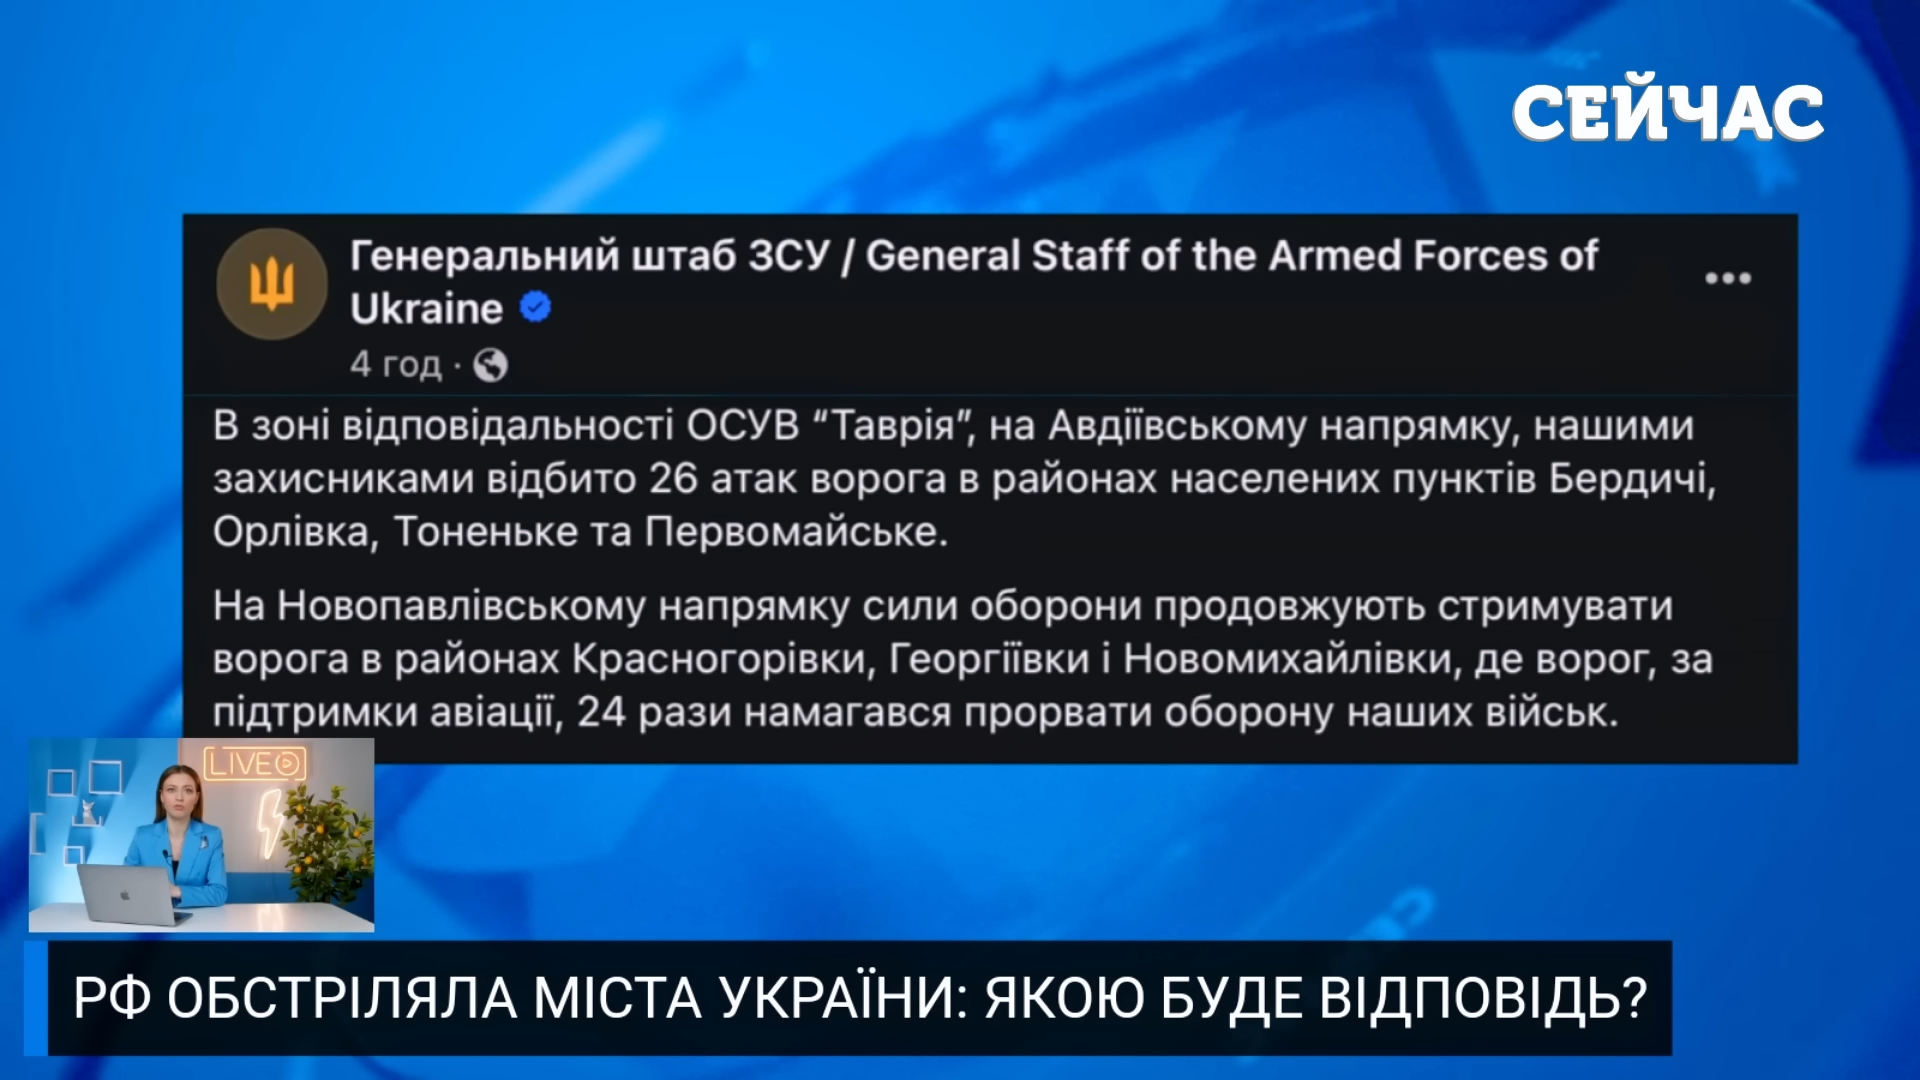 СЕЙЧАС
Генеральний штаб ЗСУ / General Staff of the Armed Forces of
Ukraine
4 год ·
В зоні відповідальності ОСУВ “Таврія”, на Авдіївському напрямку, нашими
захисниками відбито 26 атак ворога в районах населених пунктів Бердичі,
Орлівка, Тоненьке та Первомайське.
На Новопавлівському напрямку сили оборони продовжують стримувати
ворога в районах Красногорівки, Георгіївки і Новомихайлівки, де ворог, за
підтримки авіації, 24 рази намагався прорвати оборону наших військ.
LIVE
РФ ОБСТРІЛЯЛА МІСТА УКРАЇНИ: ЯКОЮ БУДЕ ВІДПОВІДЬ?